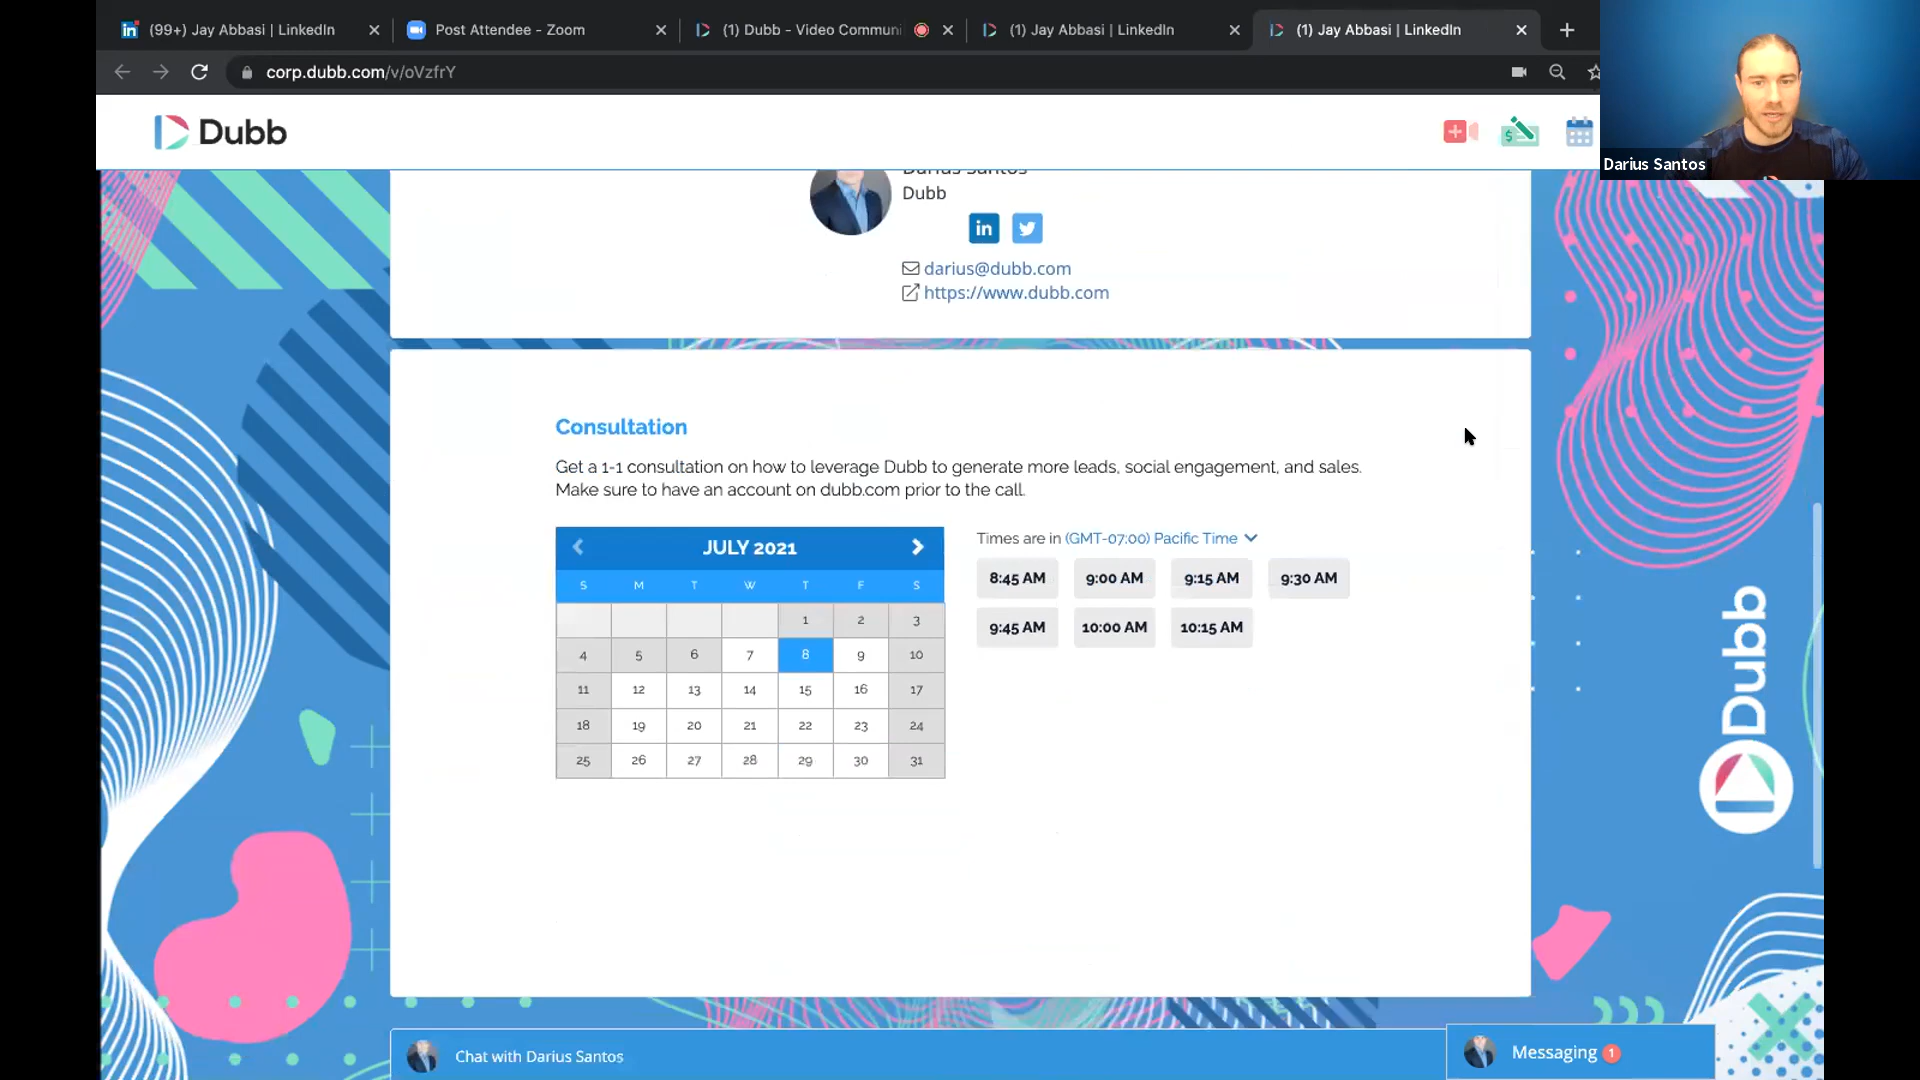 (99+) Jay Abbasi | LinkedIn
Post Attendee - Zoom
(1) Dubb - Video Communi
(1) Jay Abbasi | LinkedIn
(1) Jay Abbasi | LinkedIn
corp.dubb.com/v/oVzfrY
Dubb
Darius Santos
Darius Santos
Dubb
darius@dubb.com
https://www.dubb.com
Consultation
Get a 1-1 consultation on how to leverage Dubb to generate more leads, social engagement, and sales.
Make sure to have an account on dubb.com prior to the call.
JULY 2021
S M T W T F S
1 2 3
4 5 6 7 8 9 10
11 12 13 14 15 16 17
18 19 20 21 22 23 24
25 26 27 28 29 30 31
Times are in (GMT-07:00) Pacific Time
8:45 AM 9:00 AM 9:15 AM 9:30 AM
9:45 AM 10:00 AM 10:15 AM
Dubb
Chat with Darius Santos
Messaging 1